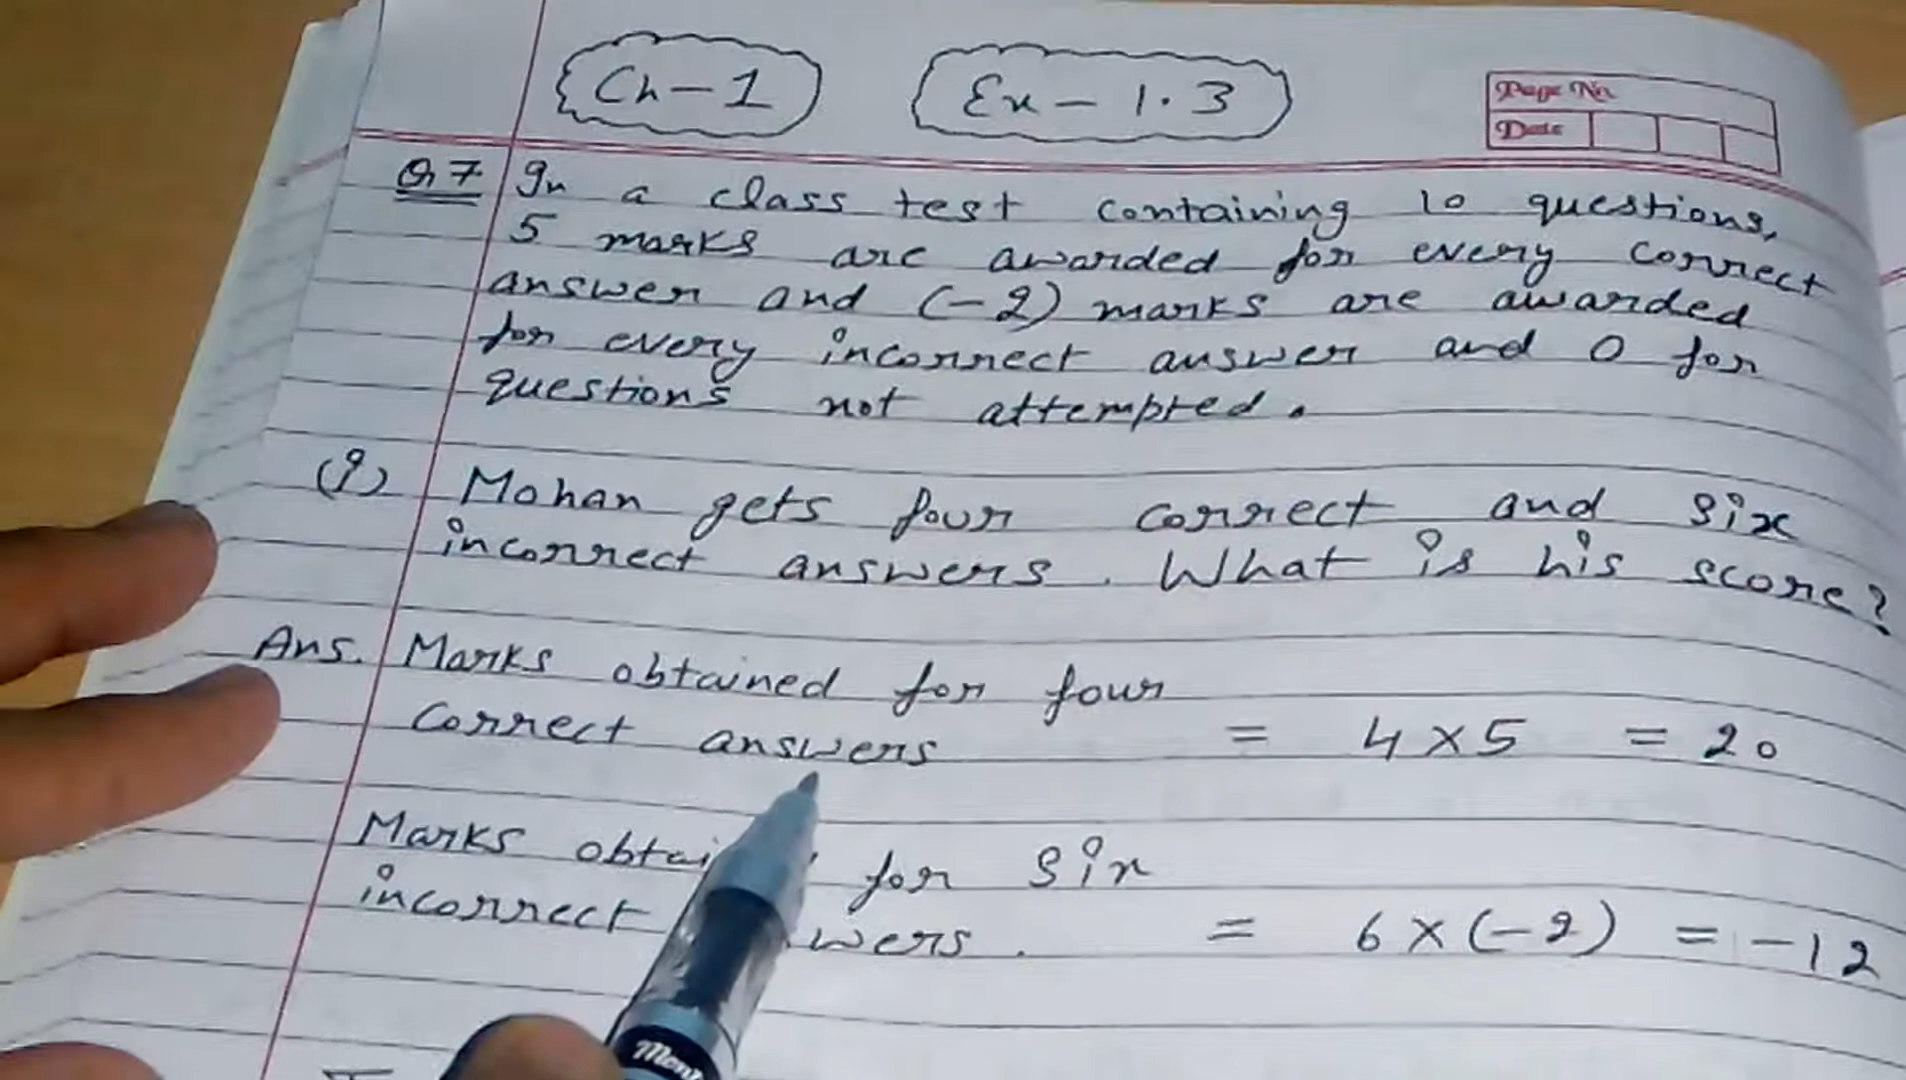 Ch-1
Ex-1.3
Page No.
Date
Q7 In a class test containing 10 questions,
5 marks are awarded for every correct
answer and (-2) marks are awarded
for every incorrect answer and 0 for
questions not attempted.
(i) Mohan gets four correct and six
incorrect answers. What is his score?
Ans. Marks obtained for four
correct answers = 4×5 = 20
Marks for six
incorrect = 6×(-2) = -12